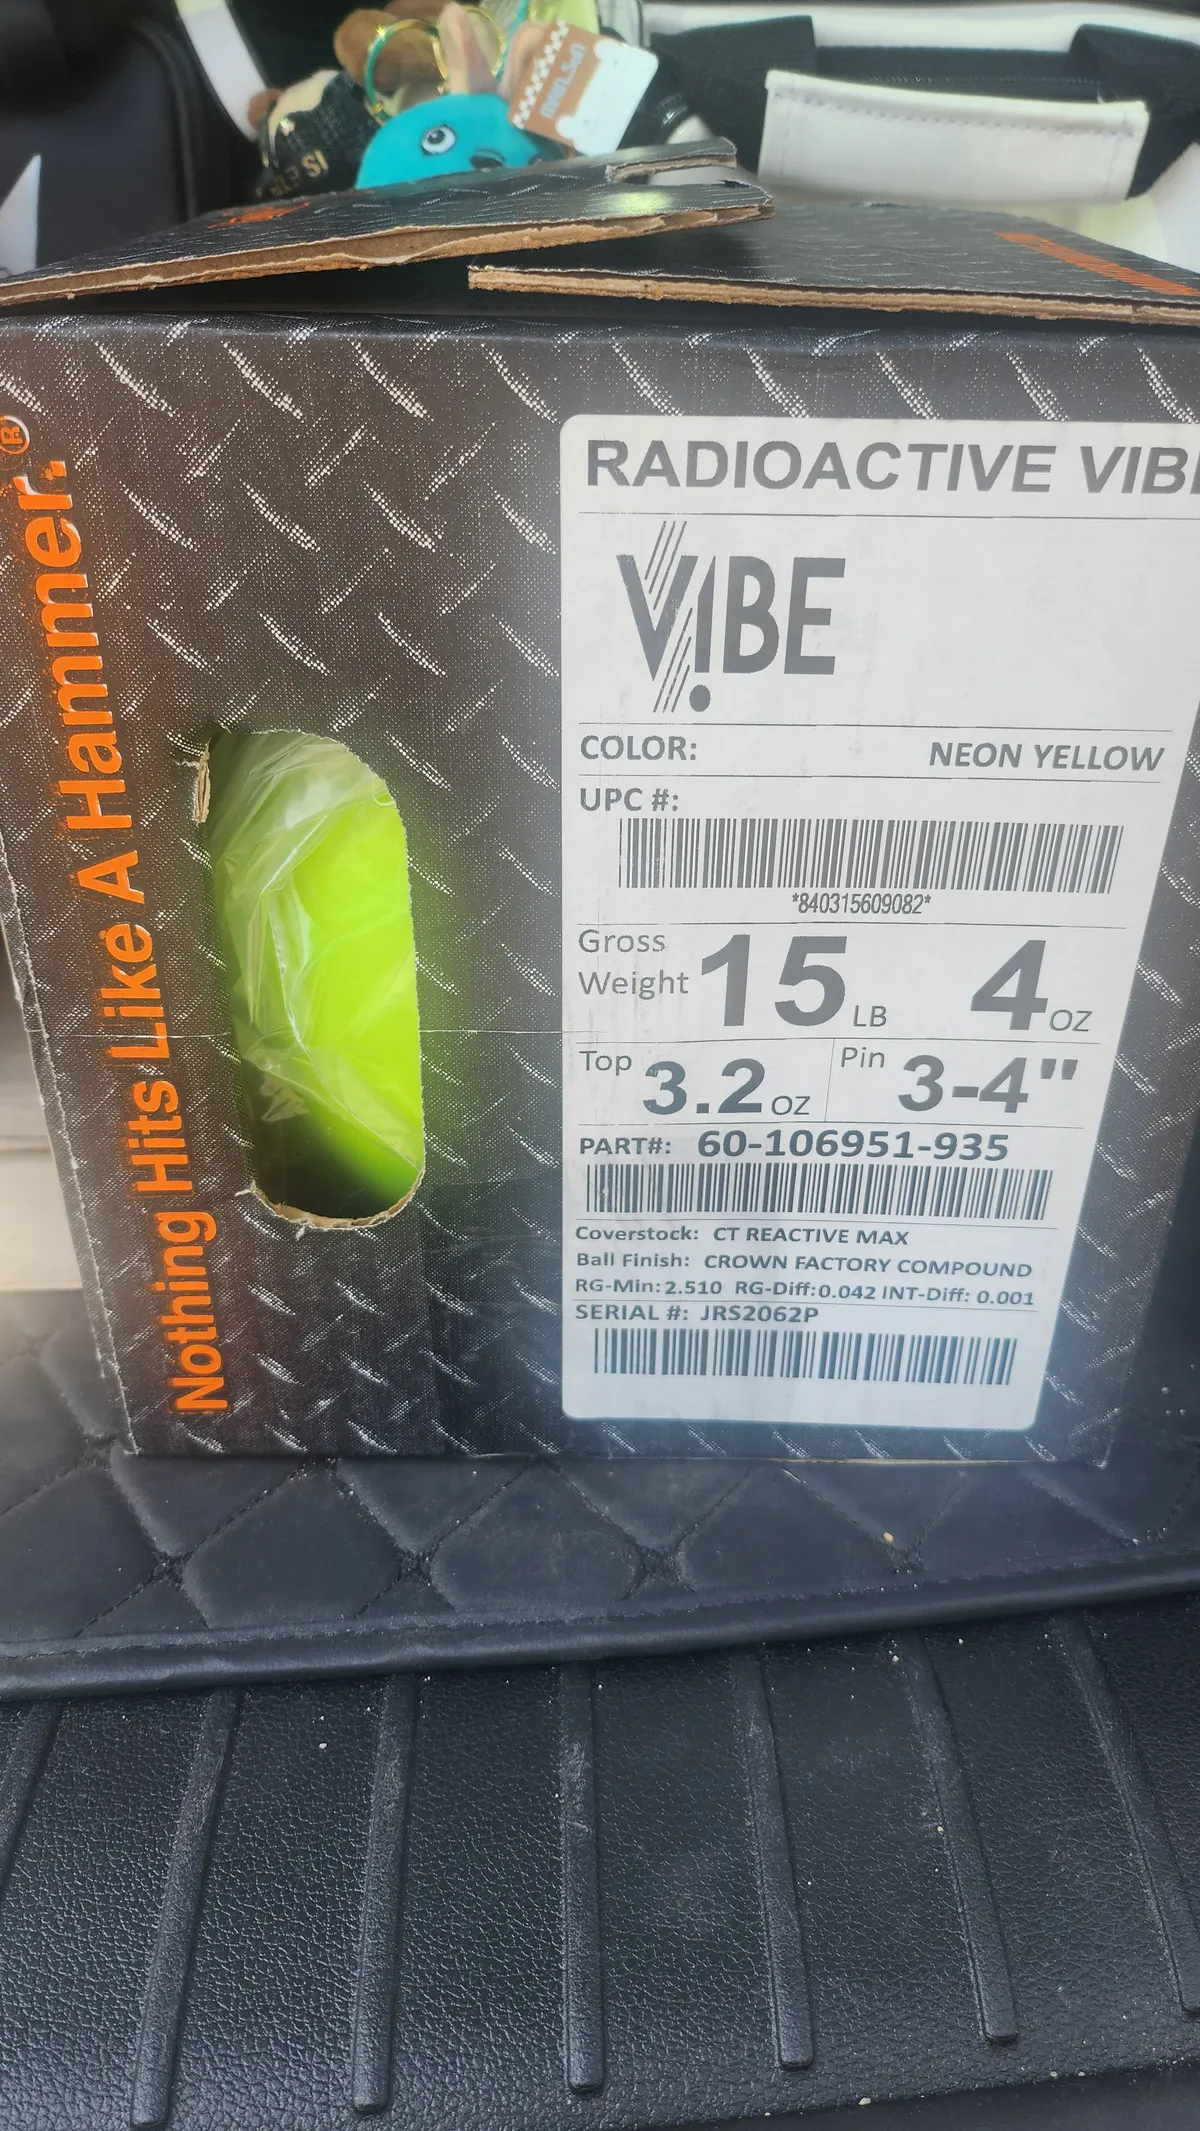 IS
Nothing Hits Like A Hammer.®
RADIOACTIVE
VIBE
COLOR: NEON YELLOW
UPC #:
*840315609082*
Gross Weight 15 LB 4 OZ
Top 3.2 OZ Pin 3-4"
PART#: 60-106951-935
Coverstock: CT REACTIVE MAX
Ball Finish: CROWN FACTORY COMPOUND
RG-Min: 2.510 RG-Diff: 0.042 INT-Diff: 0.001
SERIAL #: JRS2062P